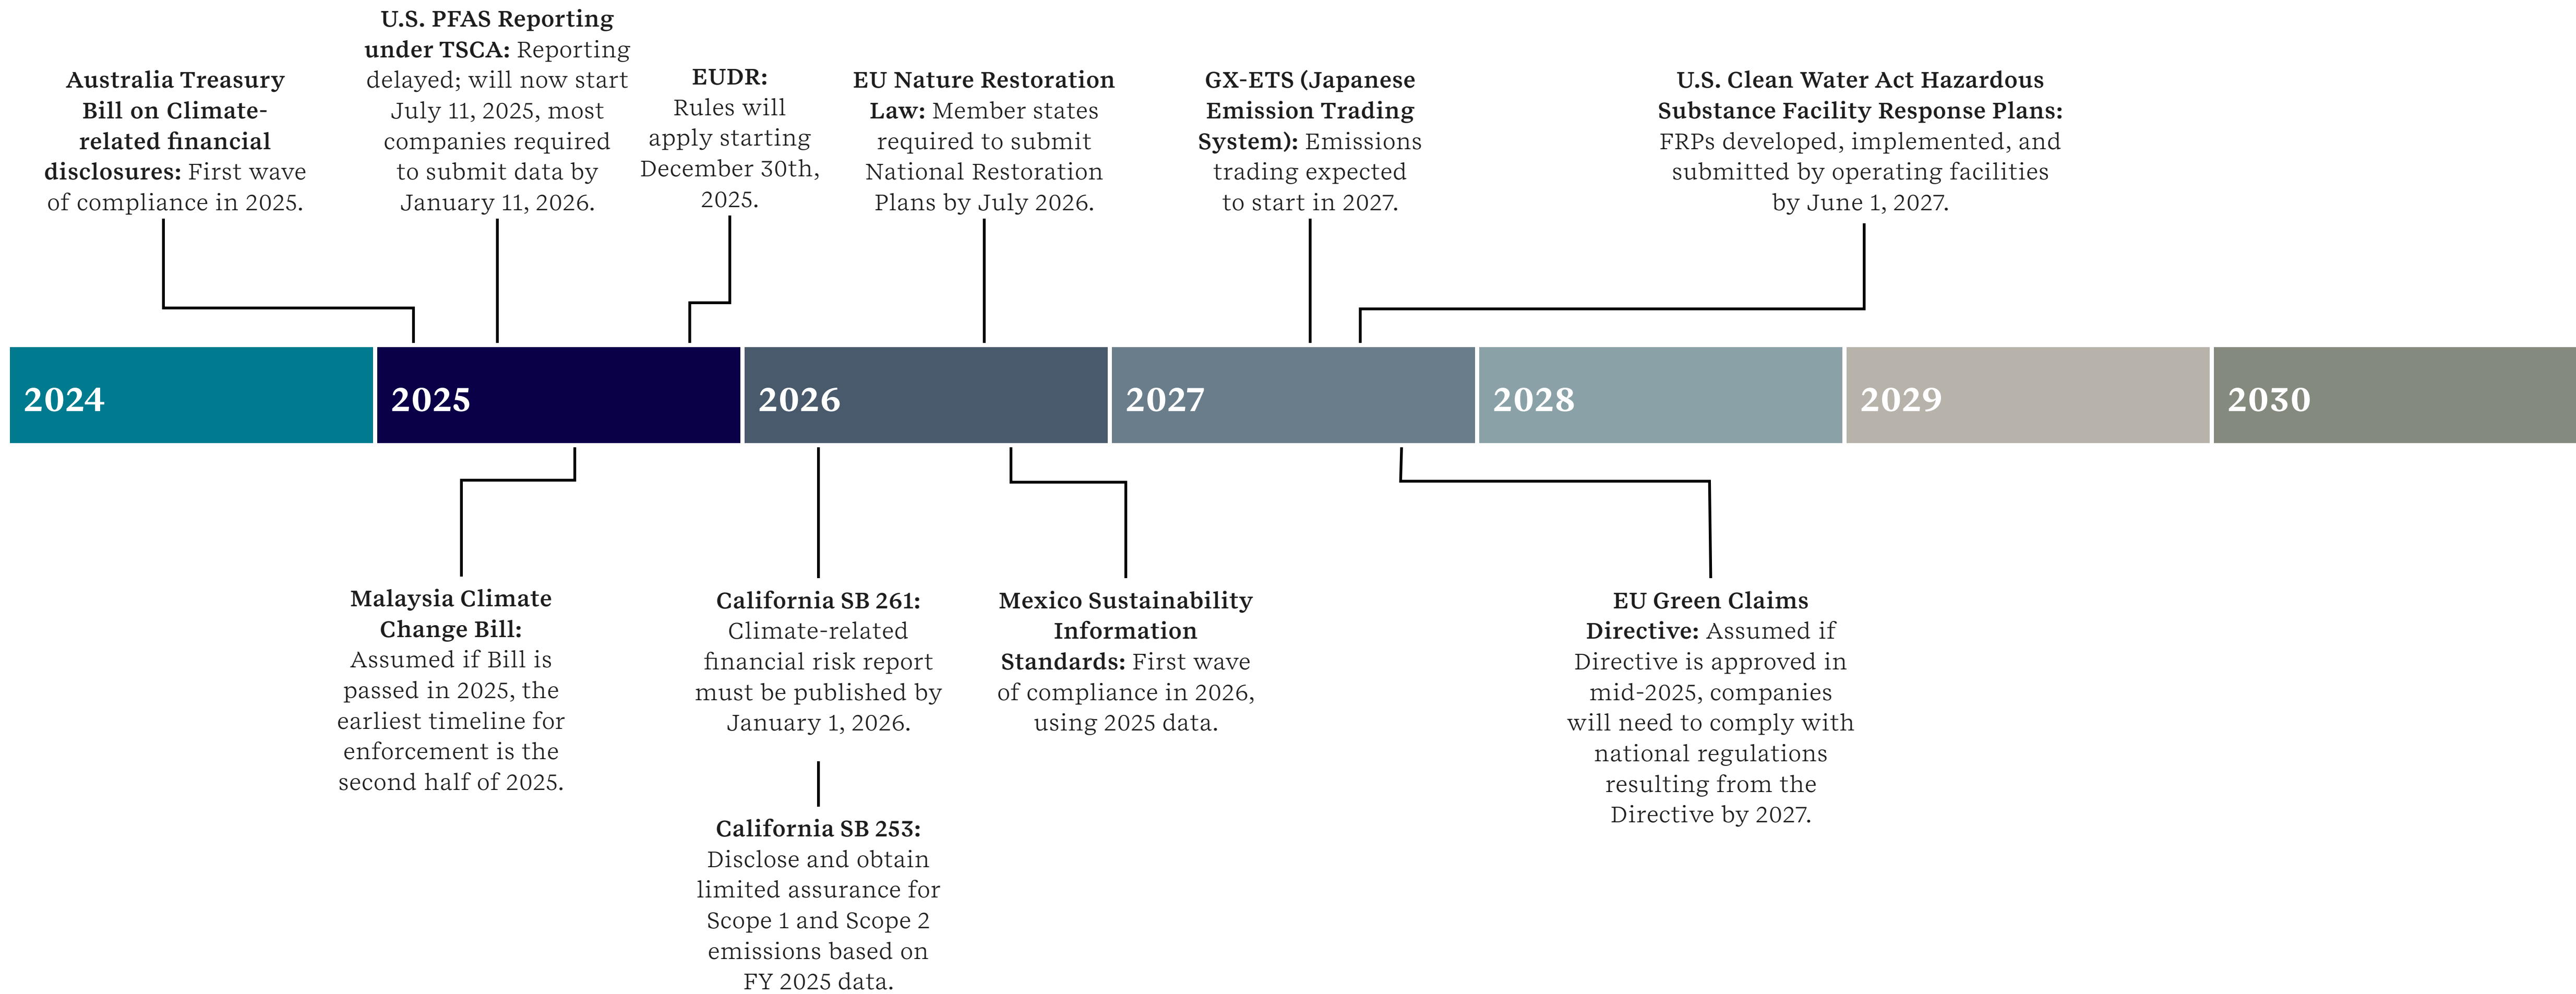 Australia Treasury
Bill on Climate-
related financial
disclosures: First wave
of compliance in 2025.
U.S. PFAS Reporting
under TSCA: Reporting
delayed; will now start
July 11, 2025, most
companies required
to submit data by
January 11, 2026.
EUDR:
Rules will
apply starting
December 30th,
2025.
EU Nature Restoration
Law: Member states
required to submit
National Restoration
Plans by July 2026.
GX-ETS (Japanese
Emission Trading
System): Emissions
trading expected
to start in 2027.
U.S. Clean Water Act Hazardous
Substance Facility Response Plans:
FRPs developed, implemented, and
submitted by operating facilities
by June 1, 2027.
2024
2025
2026
2027
2028
2029
2030
Malaysia Climate
Change Bill:
Assumed if Bill is
passed in 2025, the
earliest timeline for
enforcement is the
second half of 2025.
California SB 261:
Climate-related
financial risk report
must be published by
January 1, 2026.
California SB 253:
Disclose and obtain
limited assurance for
Scope 1 and Scope 2
emissions based on
FY 2025 data.
Mexico Sustainability
Information
Standards: First wave
of compliance in 2026,
using 2025 data.
EU Green Claims
Directive: Assumed if
Directive is approved in
mid-2025, companies
will need to comply with
national regulations
resulting from the
Directive by 2027.